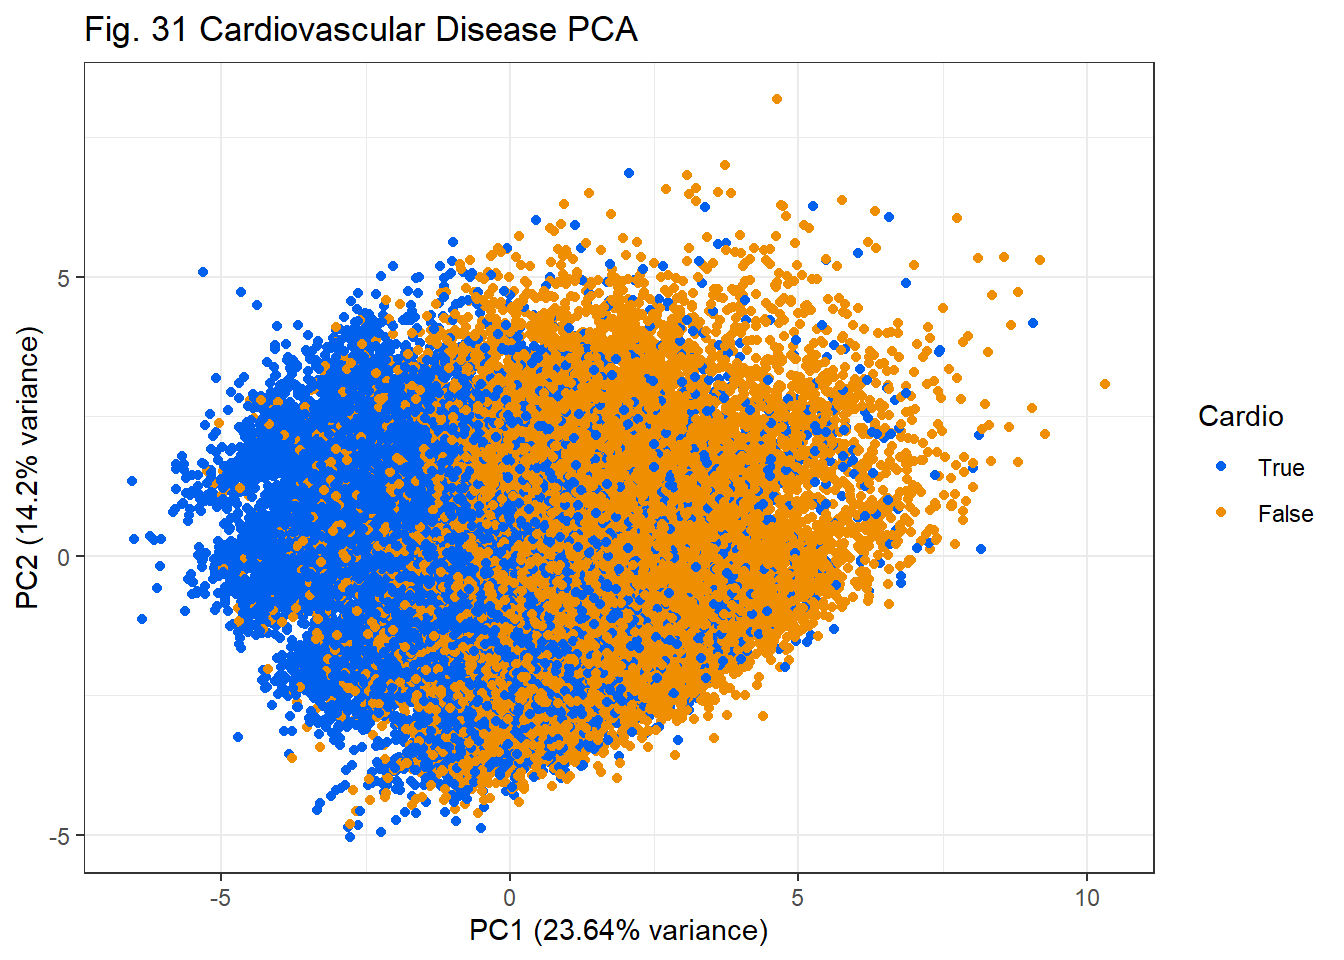 Fig. 31 Cardiovascular Disease PCA
PC2 (14.2% variance)
5
0
-5
-5 0 5 10
PC1 (23.64% variance)
Cardio
True
False